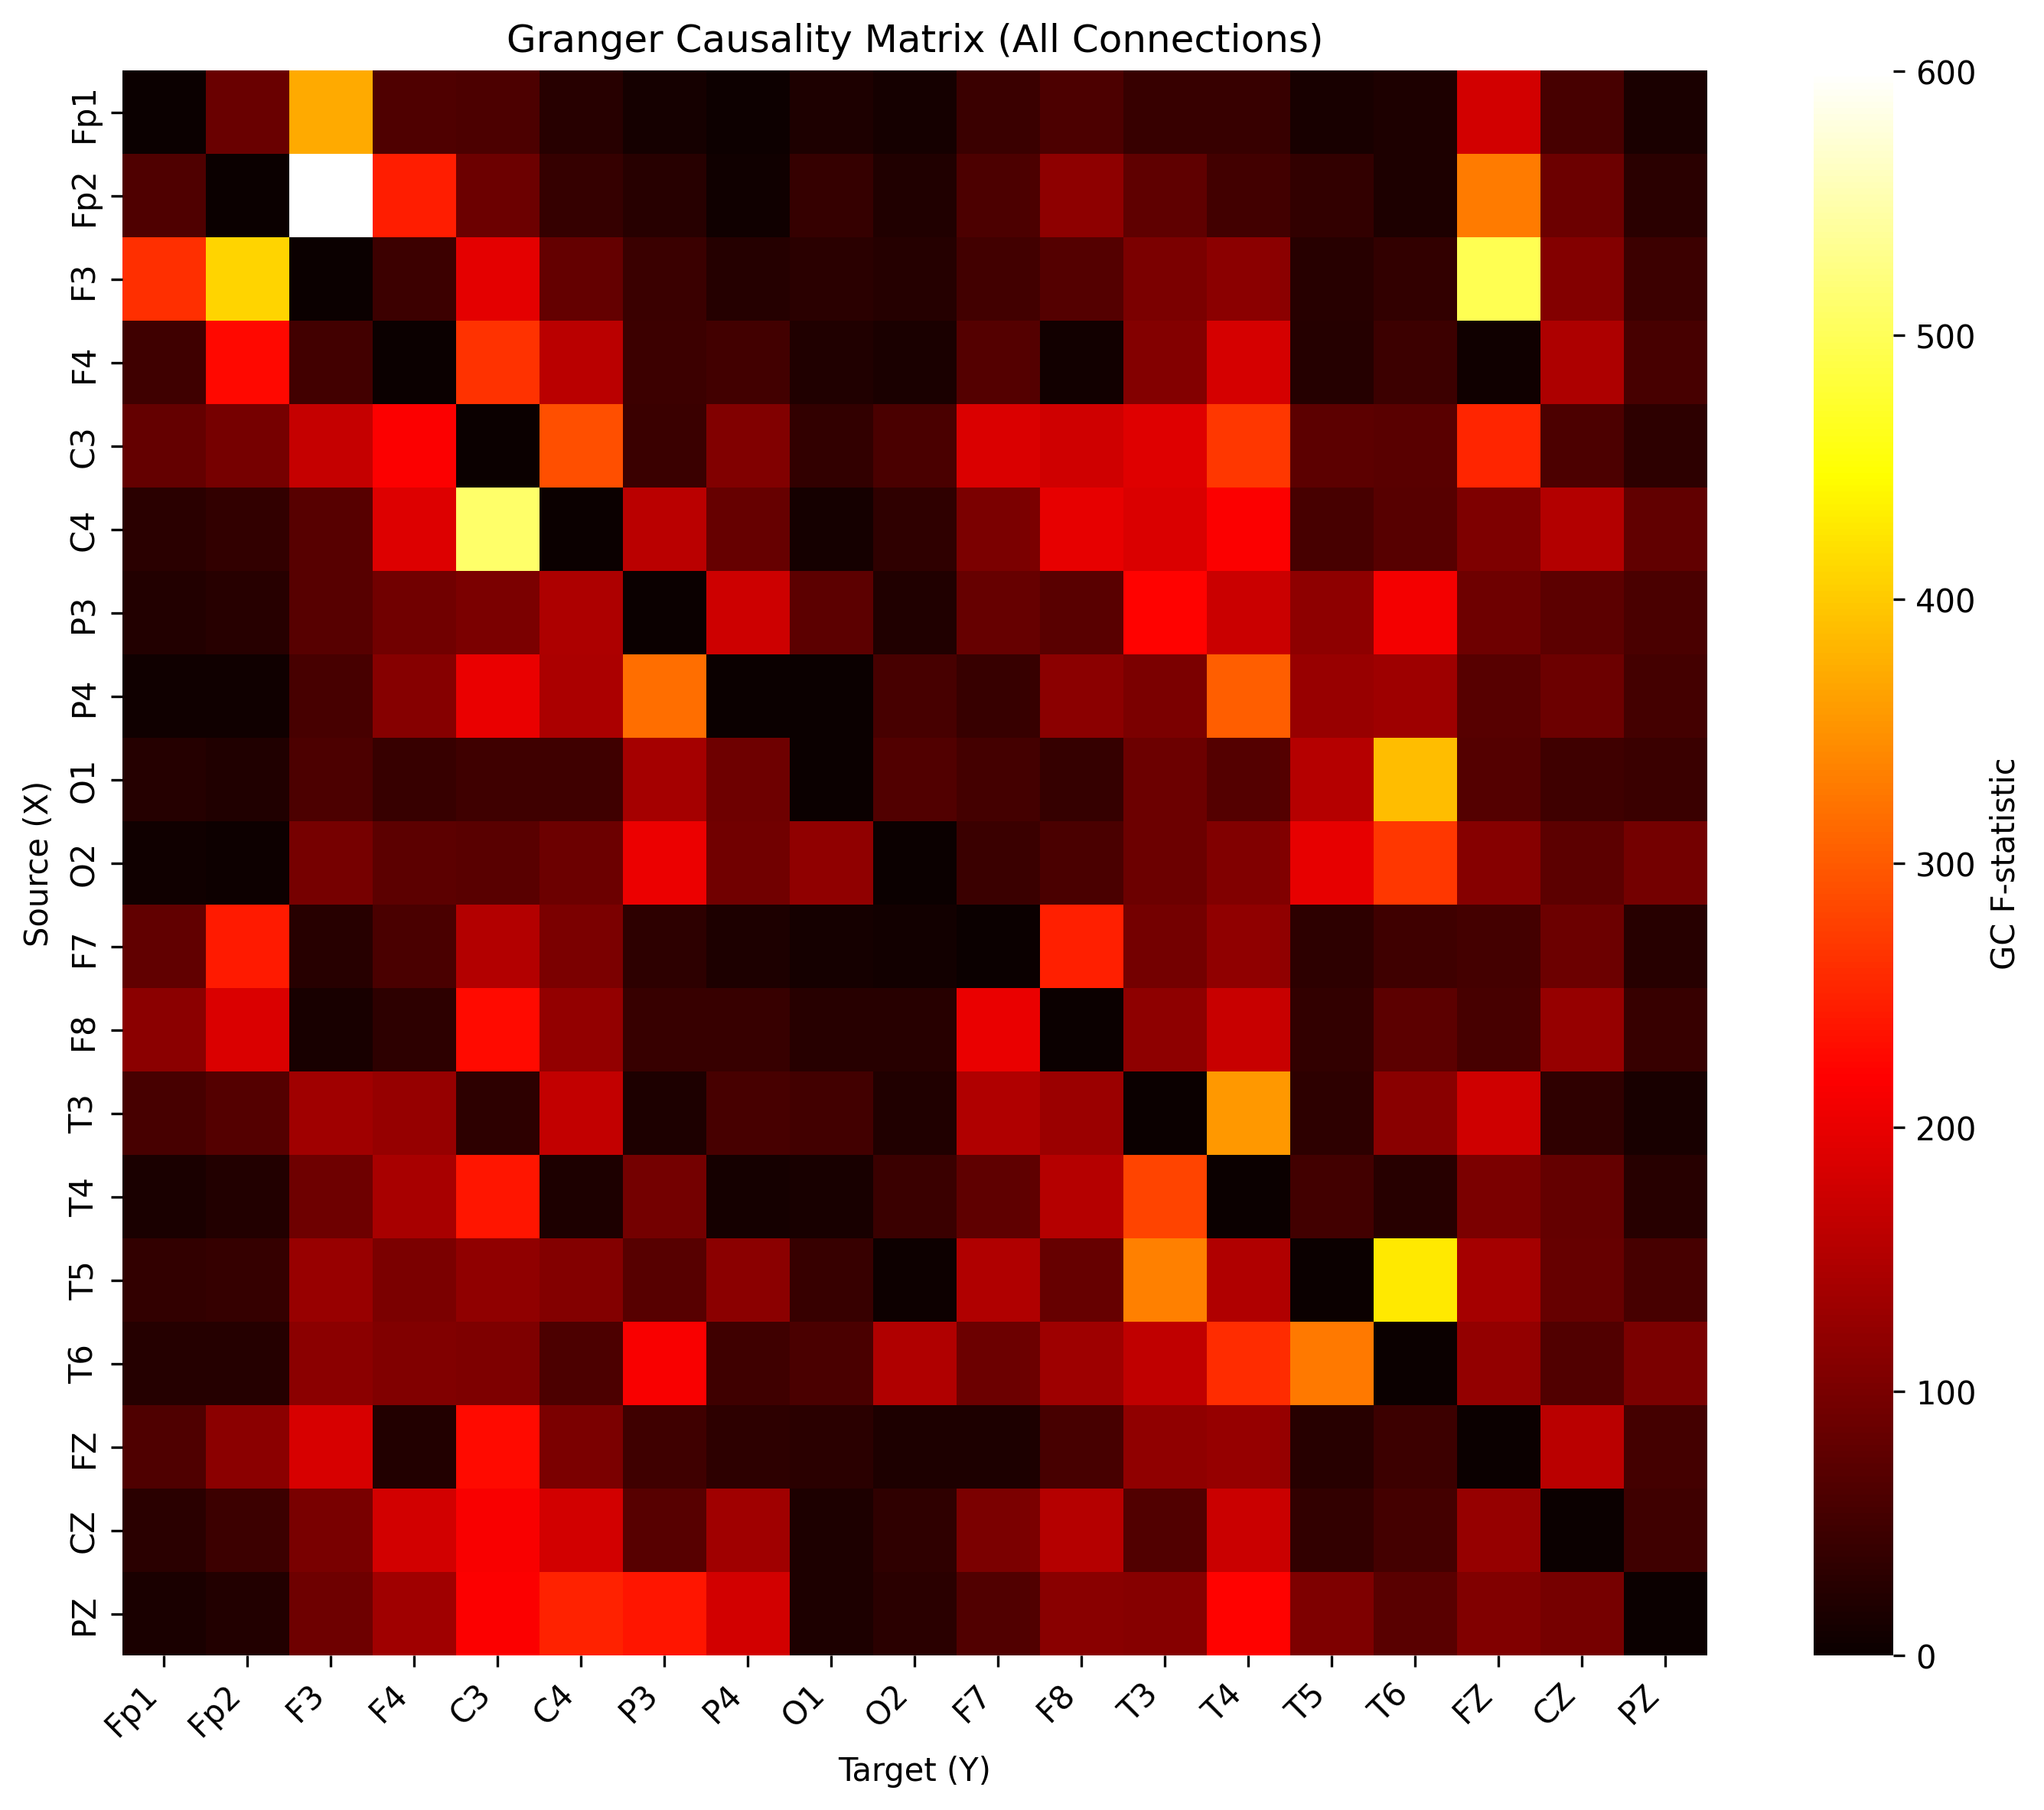 Granger Causality Matrix (All Connections)
Source (X)
Fp1
Fp2
F3
F4
C3
C4
P3
P4
O1
O2
F7
F8
T3
T4
T5
T6
FZ
CZ
PZ
Fp1 Fp2 F3 F4 C3 C4 P3 P4 O1 O2 F7 F8 T3 T4 T5 T6 FZ CZ PZ
Target (Y)
600
500
400
300
200
100
0
GC F-statistic